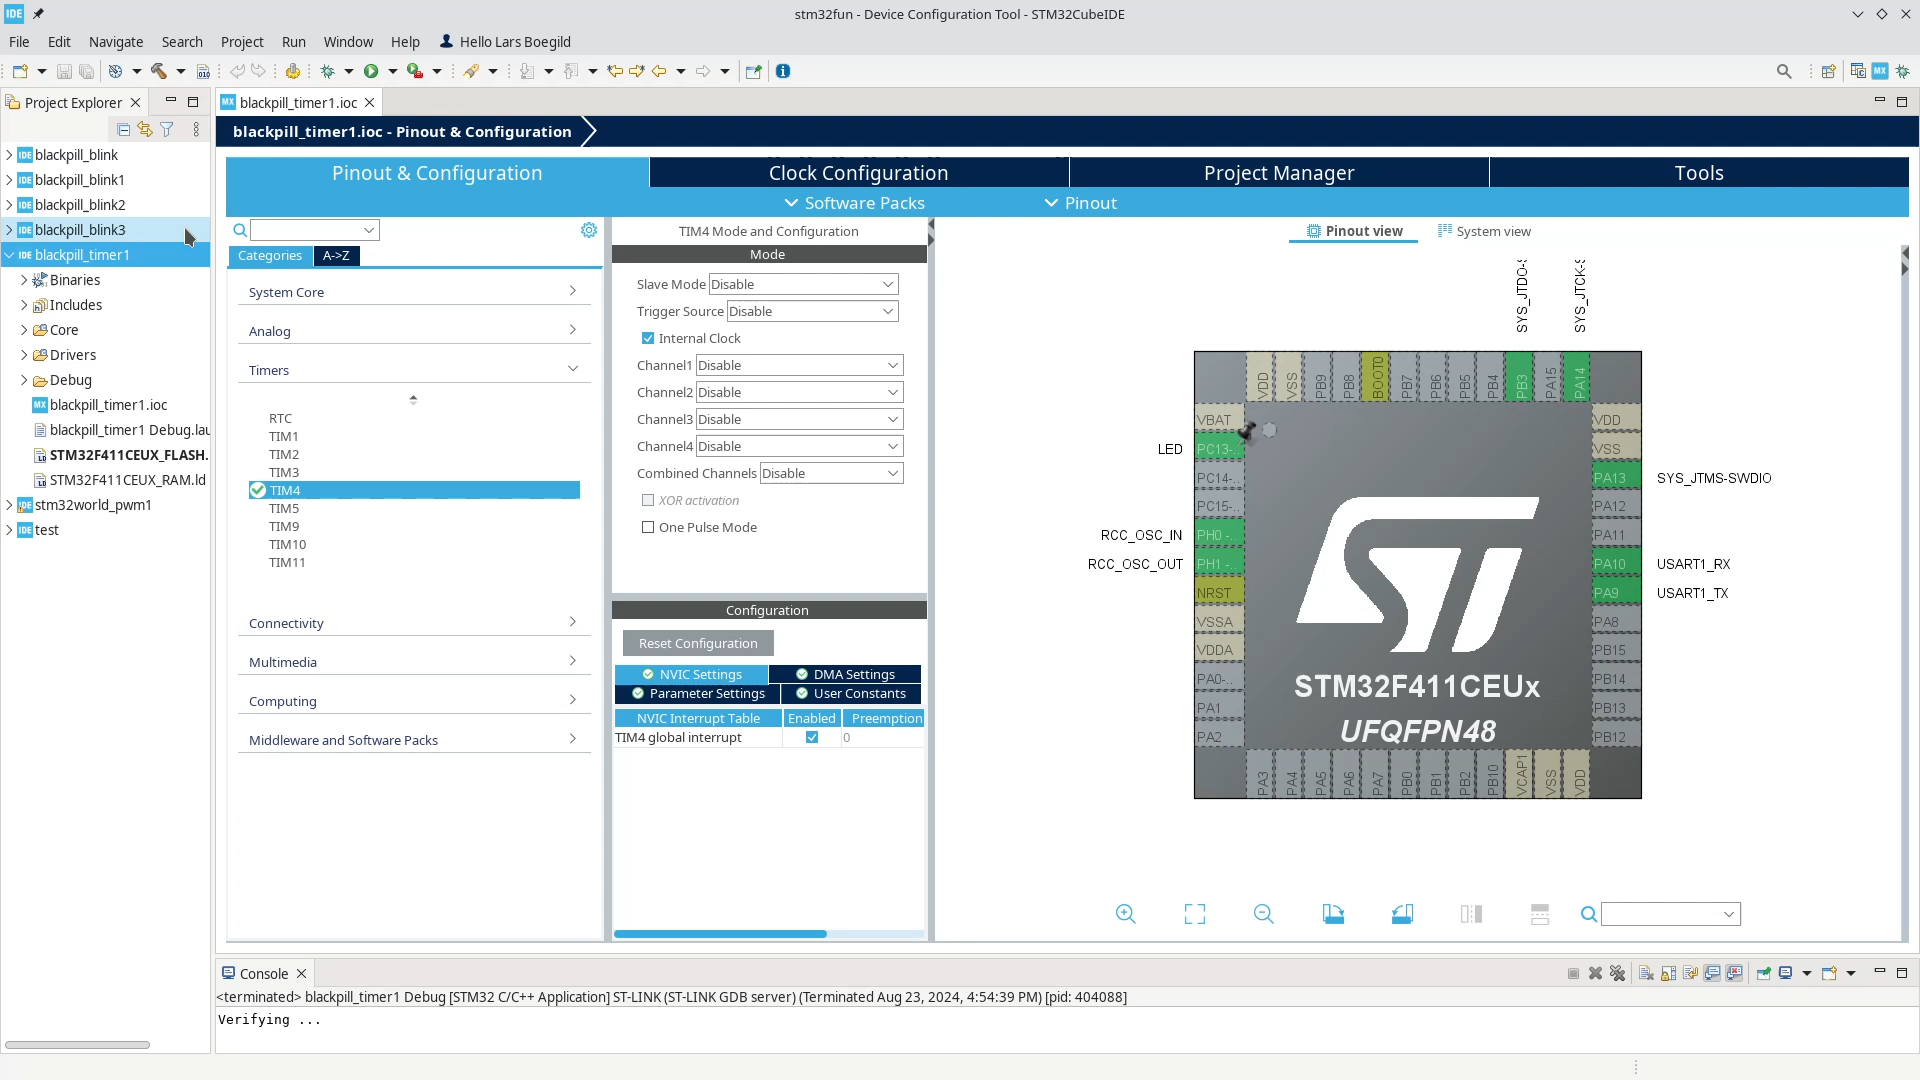 IDE
stm32fun - Device Configuration Tool - STM32CubeIDE
File Edit Navigate Search Project Run Window Help Hello Lars Boegild
Project Explorer
blackpill_blink
blackpill_blink1
blackpill_blink2
blackpill_blink3
blackpill_timer1
Binaries
Includes
Core
Drivers
Debug
blackpill_timer1.ioc
blackpill_timer1 Debug.lau
STM32F411CEUX_FLASH.
STM32F411CEUX_RAM.ld
stm32world_pwm1
test
MX blackpill_timer1.ioc
blackpill_timer1.ioc - Pinout & Configuration
Pinout & Configuration
Clock Configuration
Project Manager
Tools
Software Packs
Pinout
Categories
A->Z
System Core
Analog
Timers
RTC
TIM1
TIM2
TIM3
TIM4
TIM5
TIM9
TIM10
TIM11
Connectivity
Multimedia
Computing
Middleware and Software Packs
TIM4 Mode and Configuration
Mode
Slave Mode Disable
Trigger Source Disable
Internal Clock
Channel1 Disable
Channel2 Disable
Channel3 Disable
Channel4 Disable
Combined Channels Disable
XOR activation
One Pulse Mode
Configuration
Reset Configuration
NVIC Settings
DMA Settings
Parameter Settings
User Constants
NVIC Interrupt Table Enabled Preemption
TIM4 global interrupt 0
Pinout view
System view
SYS_JTDO-S
SYS_JTCK-S
VDD
VSS
PB9
PB8
BOOT0
PB7
PB6
PB5
PB4
PB3
PA15
PA14
VBAT
LED PC13-..
PC14-..
PC15-..
RCC_OSC_IN PH0 -..
RCC_OSC_OUT PH1 -..
NRST
VSSA
VDDA
PA0-..
PA1
PA2
VDD
VSS
PA13 SYS_JTMS-SWDIO
PA12
PA11
PA10 USART1_RX
PA9 USART1_TX
PA8
PB15
PB14
PB13
PB12
STM32F411CEUx
UFQFPN48
PA3
PA4
PA5
PA6
PA7
PB0
PB1
PB2
PB10
VCAP1
VSS
VDD
Console
<terminated> blackpill_timer1 Debug [STM32 C/C++ Application] ST-LINK (ST-LINK GDB server) (Terminated Aug 23, 2024, 4:54:39 PM) [pid: 404088]
Verifying ...